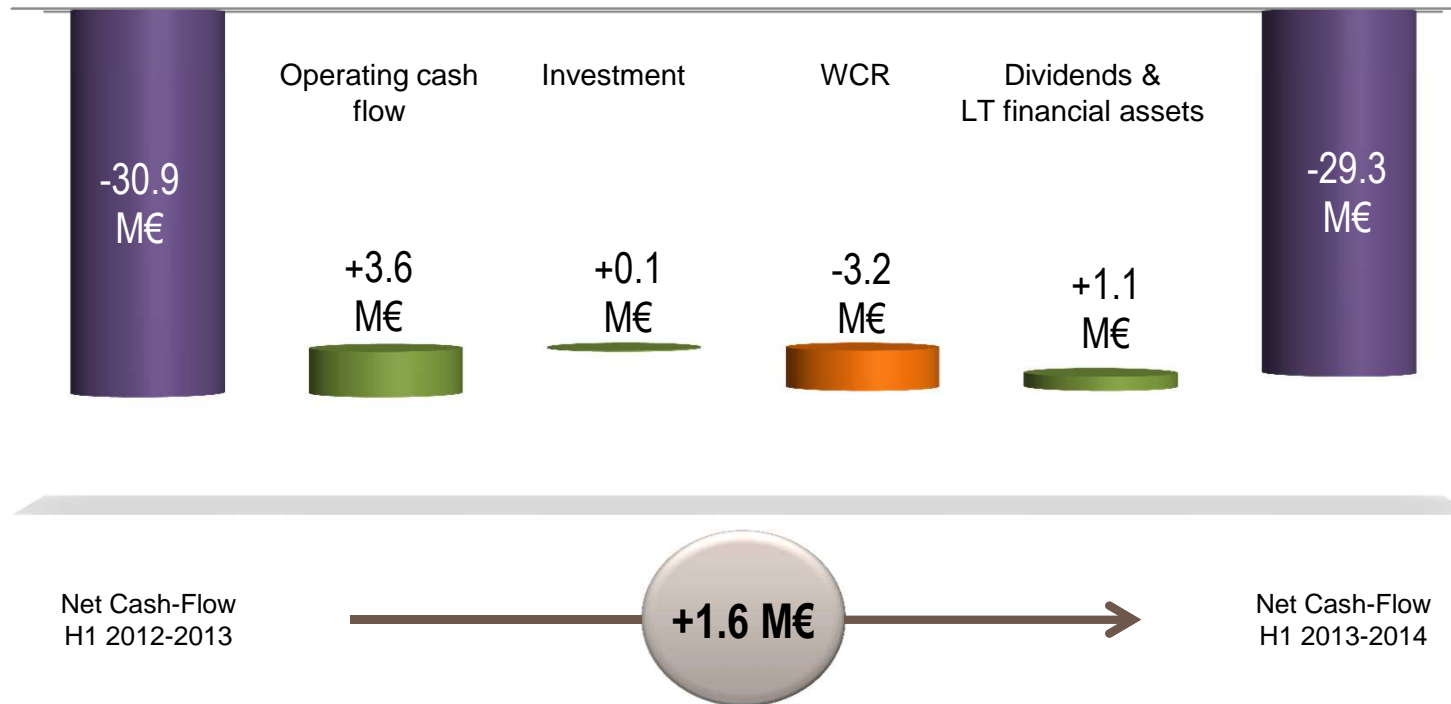 Operating cash
flow
Investment
WCR
Dividends &
LT financial assets
-30.9
M€
+3.6
M€
+0.1
M€
-3.2
M€
+1.1
M€
-29.3
M€
Net Cash-Flow
H1 2012-2013
+1.6 M€
Net Cash-Flow
H1 2013-2014